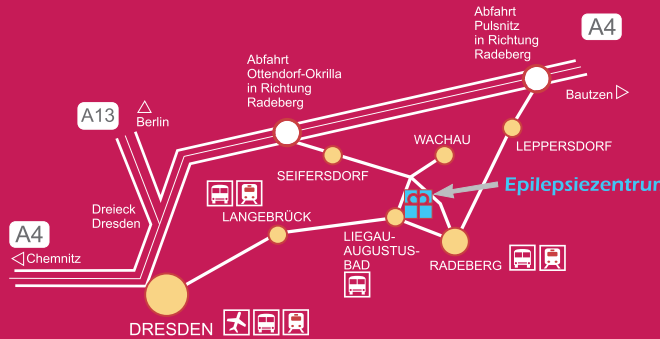 Abfahrt
Pulsnitz
in Richtung
Radeberg
A4
Abfahrt
Ottendorf-Okrilla
in Richtung
Radeberg
Bautzen
A13
Berlin
WACHAU
LEPPERSDORF
SEIFERSDORF
Epilepsiezentrum
Dreieck
Dresden
LANGEBRÜCK
A4
Chemnitz
LIEGAU-
AUGUSTUS-
BAD
RADEBERG
DRESDEN